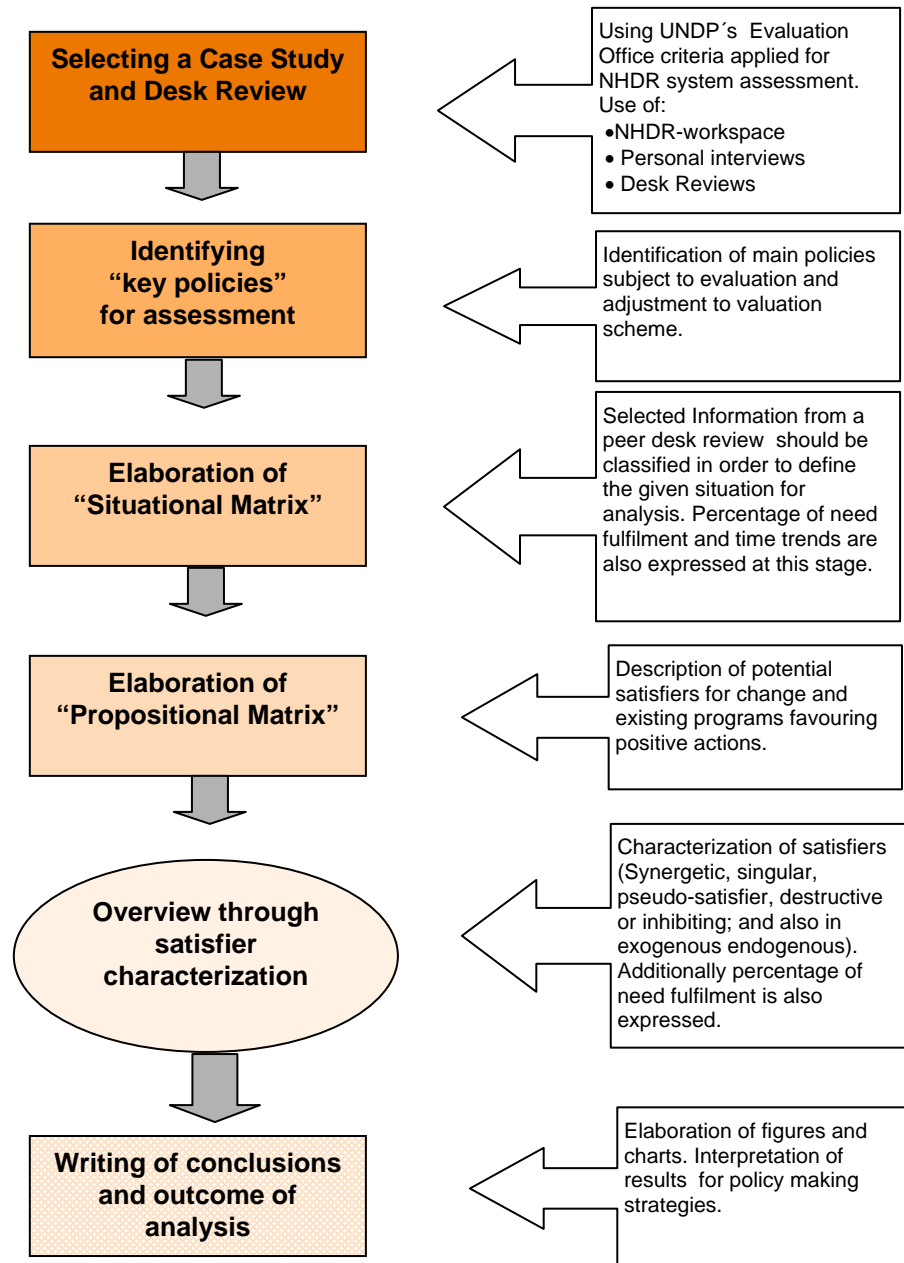 Selecting a Case Study
and Desk Review
Using UNDP´s Evaluation
Office criteria applied for
NHDR system assessment.
Use of:
•NHDR-workspace
• Personal interviews
• Desk Reviews
Identifying
“key policies”
for assessment
Identification of main policies
subject to evaluation and
adjustment to valuation
scheme.
Elaboration of
“Situational Matrix”
Selected Information from a
peer desk review should be
classified in order to define
the given situation for
analysis. Percentage of need
fulfilment and time trends are
also expressed at this stage.
Elaboration of
“Propositional Matrix”
Description of potential
satisfiers for change and
existing programs favouring
positive actions.
Overview through
satisfier
characterization
Characterization of satisfiers
(Synergetic, singular,
pseudo-satisfier, destructive
or inhibiting; and also in
exogenous endogenous).
Additionally percentage of
need fulfilment is also
expressed.
Writing of conclusions
and outcome of
analysis
Elaboration of figures and
charts. Interpretation of
results for policy making
strategies.